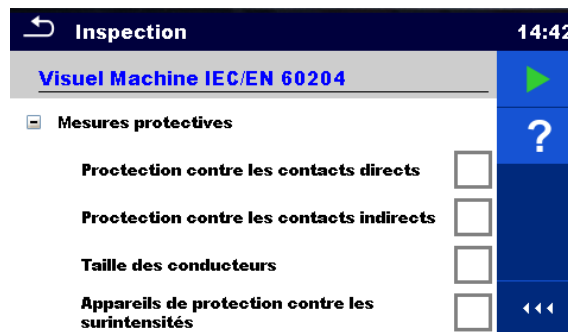 Inspection
14:42
Visuel Machine IEC/EN 60204
Mesures protectives
Proctection contre les contacts directs
?
Proctection contre les contacts indirects
Taille des conducteurs
Appareils de protection contre les
surintensités